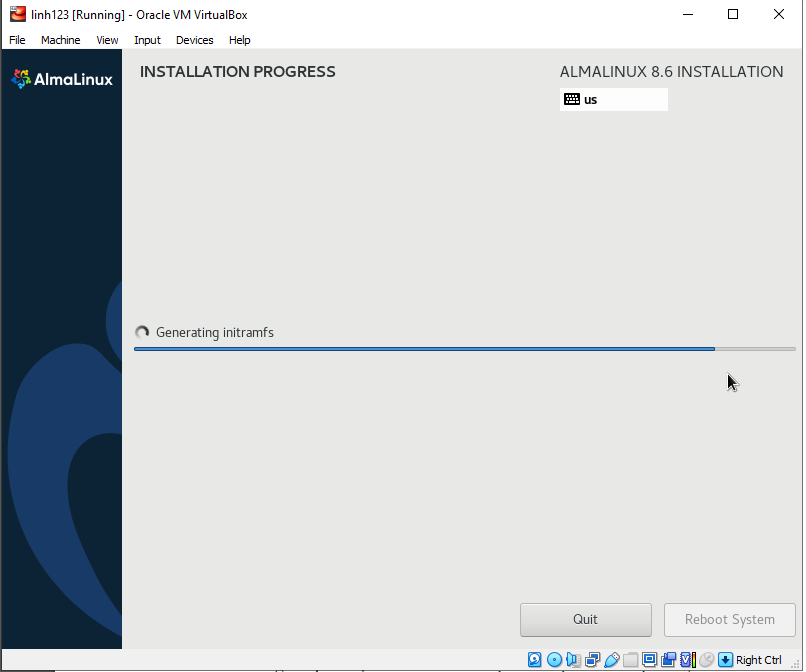 linh123 [Running] - Oracle VM VirtualBox
File Machine View Input Devices Help
AlmaLinux
INSTALLATION PROGRESS
ALMALINUX 8.6 INSTALLATION
us
Generating initramfs
Quit
Reboot System
Right Ctrl